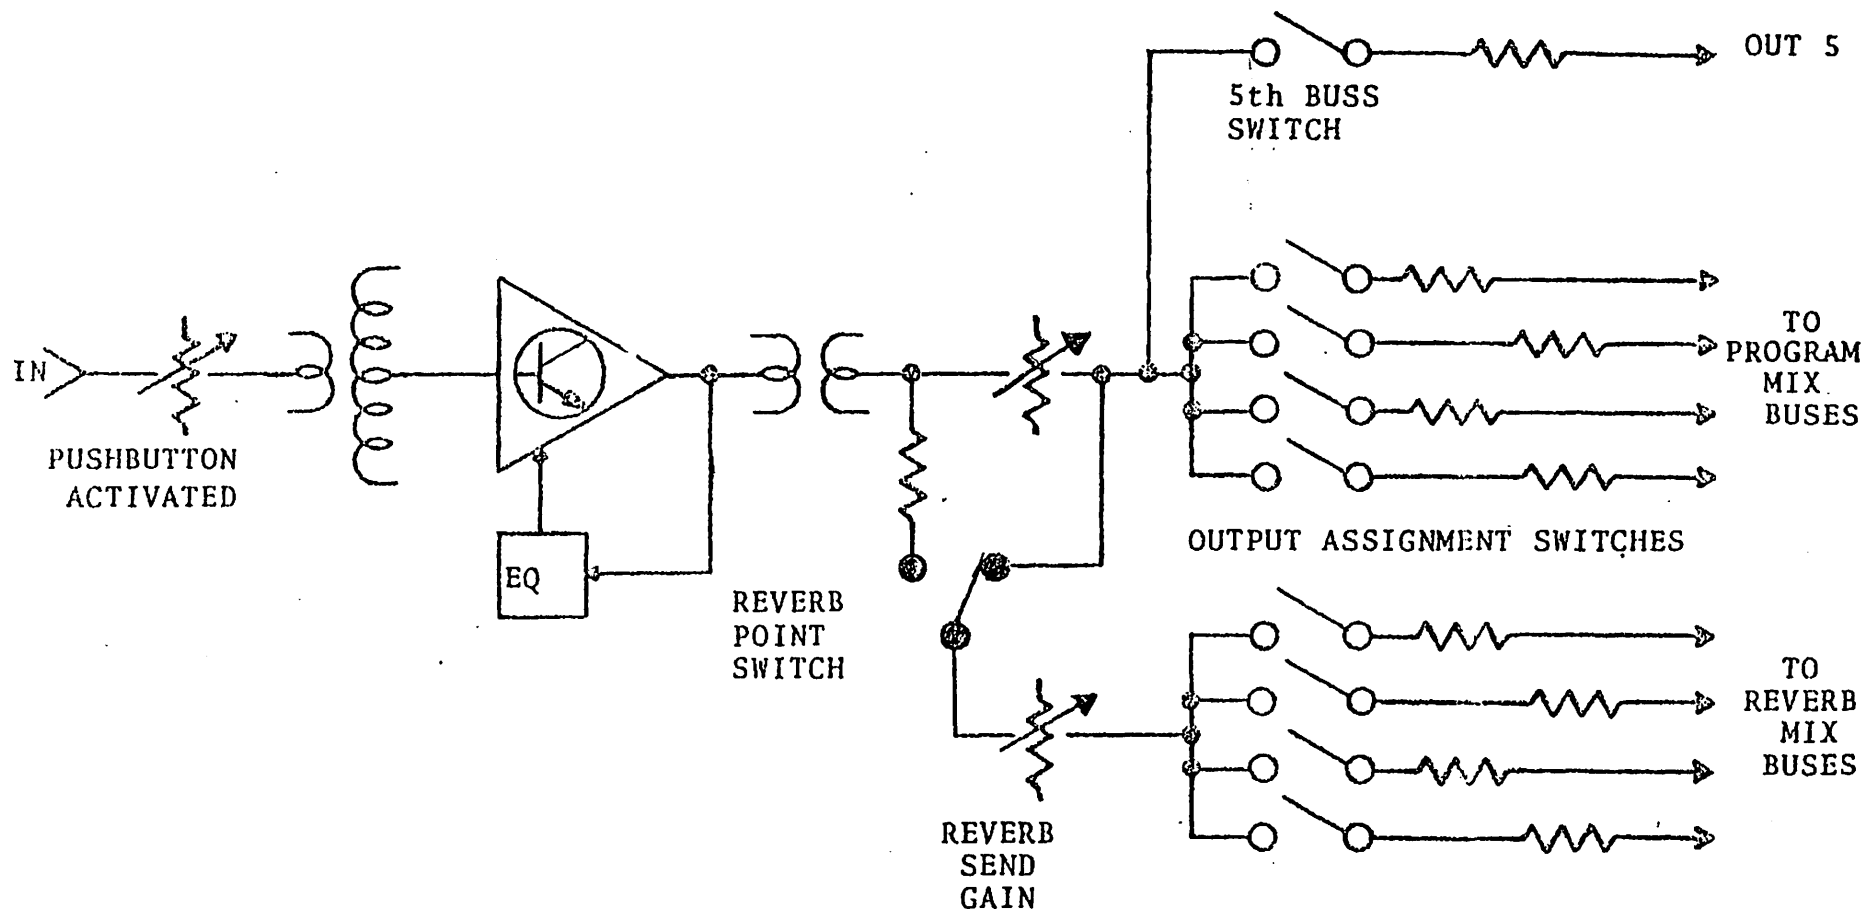 OUT 5
5th BUSS
SWITCH
IN
PUSHBUTTON
ACTIVATED
EQ
TO
PROGRAM
MIX
BUSES
OUTPUT ASSIGNMENT SWITCHES
REVERB
POINT
SWITCH
TO
REVERB
MIX
BUSES
REVERB
SEND
GAIN